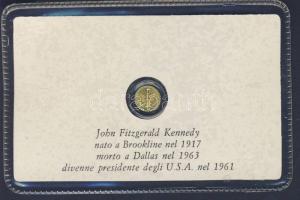 John Fitzgerald Kennedy
nato a Brookline nel 1917
morto a Dallas nel 1963
divenne presidente degli U.S.A. nel 1961